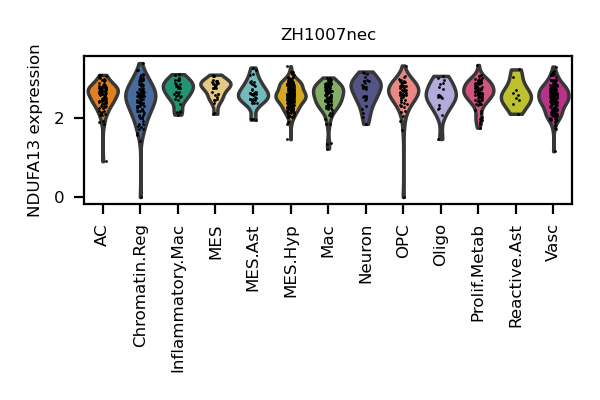 ZH1007nec
NDUFA13 expression
2
0
AC
Chromatin.Reg
Inflammatory.Mac
MES
MES.Ast
MES.Hyp
Mac
Neuron
OPC
Oligo
Prolif.Metab
Reactive.Ast
Vasc